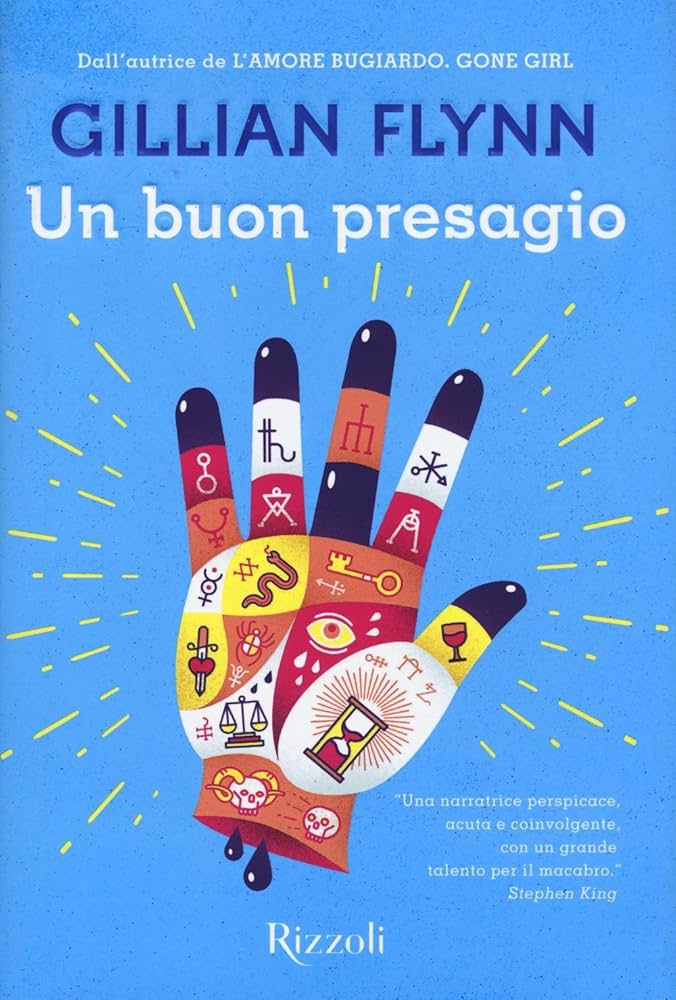 Dall'autrice de L'AMORE BUGIARDO. GONE GIRL
GILLIAN FLYNN
Un buon presagio
"Una narratrice perspicace,
acuta e coinvolgente,
con un grande
talento per il macabro."
Stephen King
Rizzoli